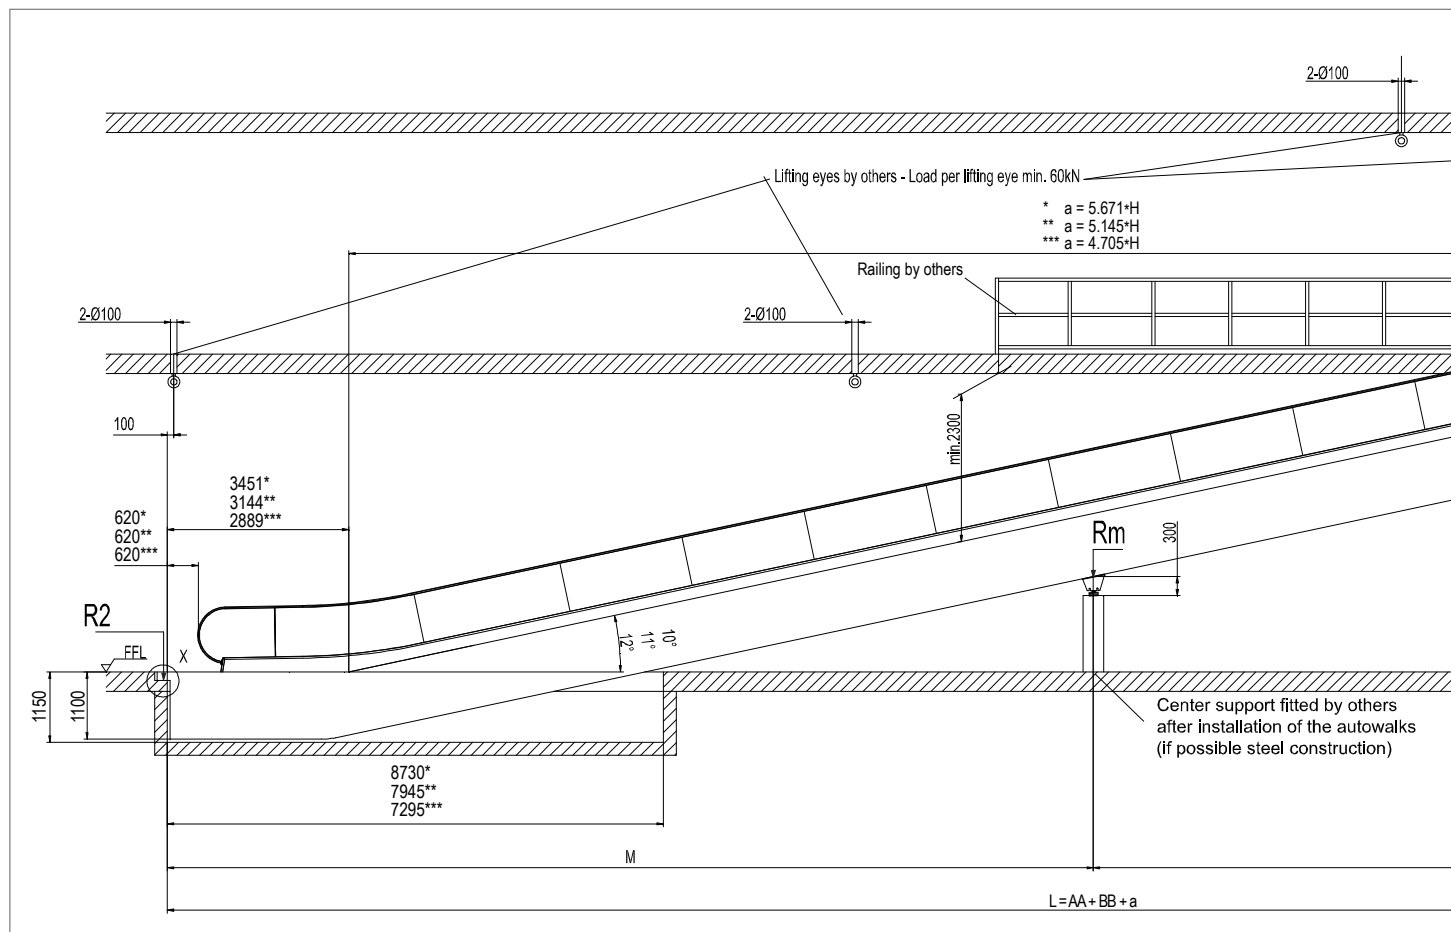 2-Ø100
Lifting eyes by others - Load per lifting eye min. 60kN
* a = 5.671*H
** a = 5.145*H
*** a = 4.705*H
Railing by others
2-Ø100
2-Ø100
100
min.2300
3451*
3144**
2889***
620*
620**
620***
Rm
300
R2
FFL
X
10°
11°
12°
1150
1100
Center support fitted by others
after installation of the autowalks
(if possible steel construction)
8730*
7945**
7295***
M
L=AA+BB+a